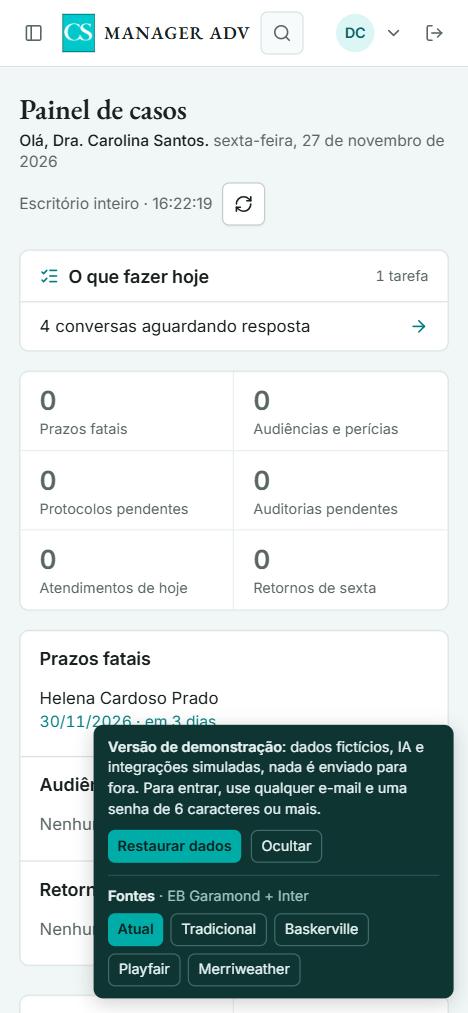 CS MANAGER ADV DC
Painel de casos
Olá, Dra. Carolina Santos. sexta-feira, 27 de novembro de
2026
Escritório inteiro · 16:22:19
O que fazer hoje 1 tarefa
4 conversas aguardando resposta
0 0
Prazos fatais Audiências e perícias
0 0
Protocolos pendentes Auditorias pendentes
0 0
Atendimentos de hoje Retornos de sexta
Prazos fatais
Helena Cardoso Prado
30/11/2026 · em 3 dias
Versão de demonstração: dados fictícios, IA e
integrações simuladas, nada é enviado para
fora. Para entrar, use qualquer e-mail e uma
senha de 6 caracteres ou mais.
Restaurar dados Ocultar
Fontes · EB Garamond + Inter
Atual Tradicional Baskerville
Playfair Merriweather